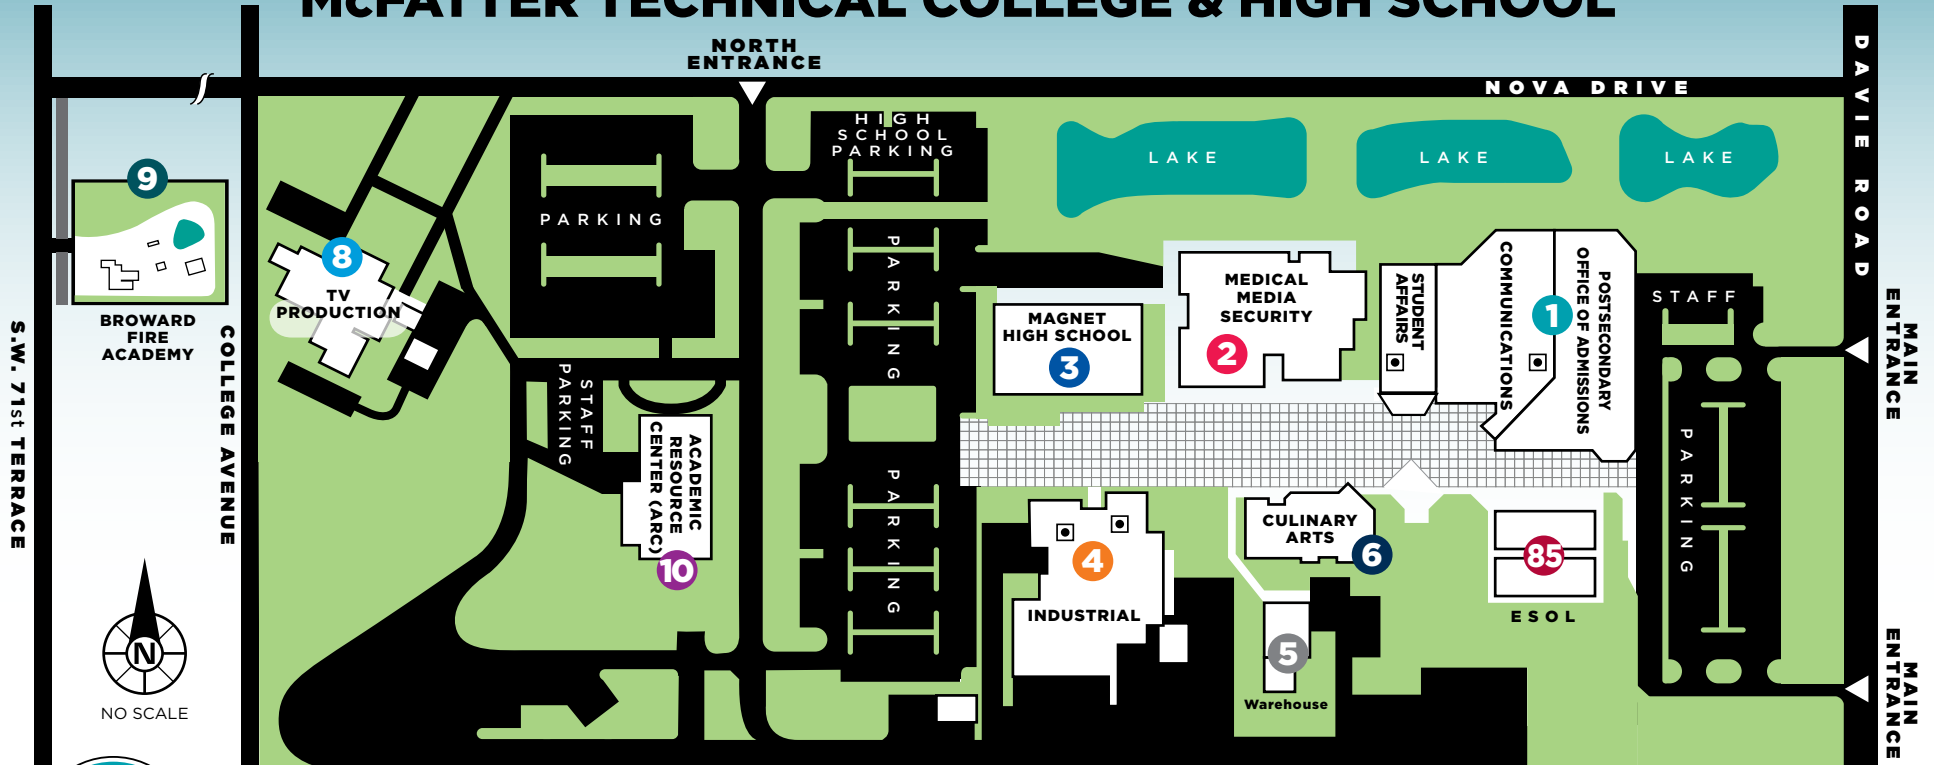 McFATTER TECHNICAL COLLEGE & HIGH SCHOOL
NORTH
ENTRANCE
NOVA DRIVE
DAVIE ROAD
HIGH
SCHOOL
PARKING
LAKE
LAKE
LAKE
9
BROWARD
FIRE
ACADEMY
S.W. 71st TERRACE
COLLEGE AVENUE
8
TV
PRODUCTION
PARKING
PARKING
PARKING
STAFF
PARKING
ACADEMIC
RESOURCE
CENTER (ARC)
10
MAGNET
HIGH SCHOOL
3
MEDICAL
MEDIA
SECURITY
2
STUDENT
AFFAIRS
COMMUNICATIONS
1
POSTSECONDARY
OFFICE OF ADMISSIONS
STAFF
PARKING
MAIN
ENTRANCE
4
INDUSTRIAL
CULINARY
ARTS
6
85
ESOL
5
Warehouse
MAIN
ENTRANCE
N
NO SCALE